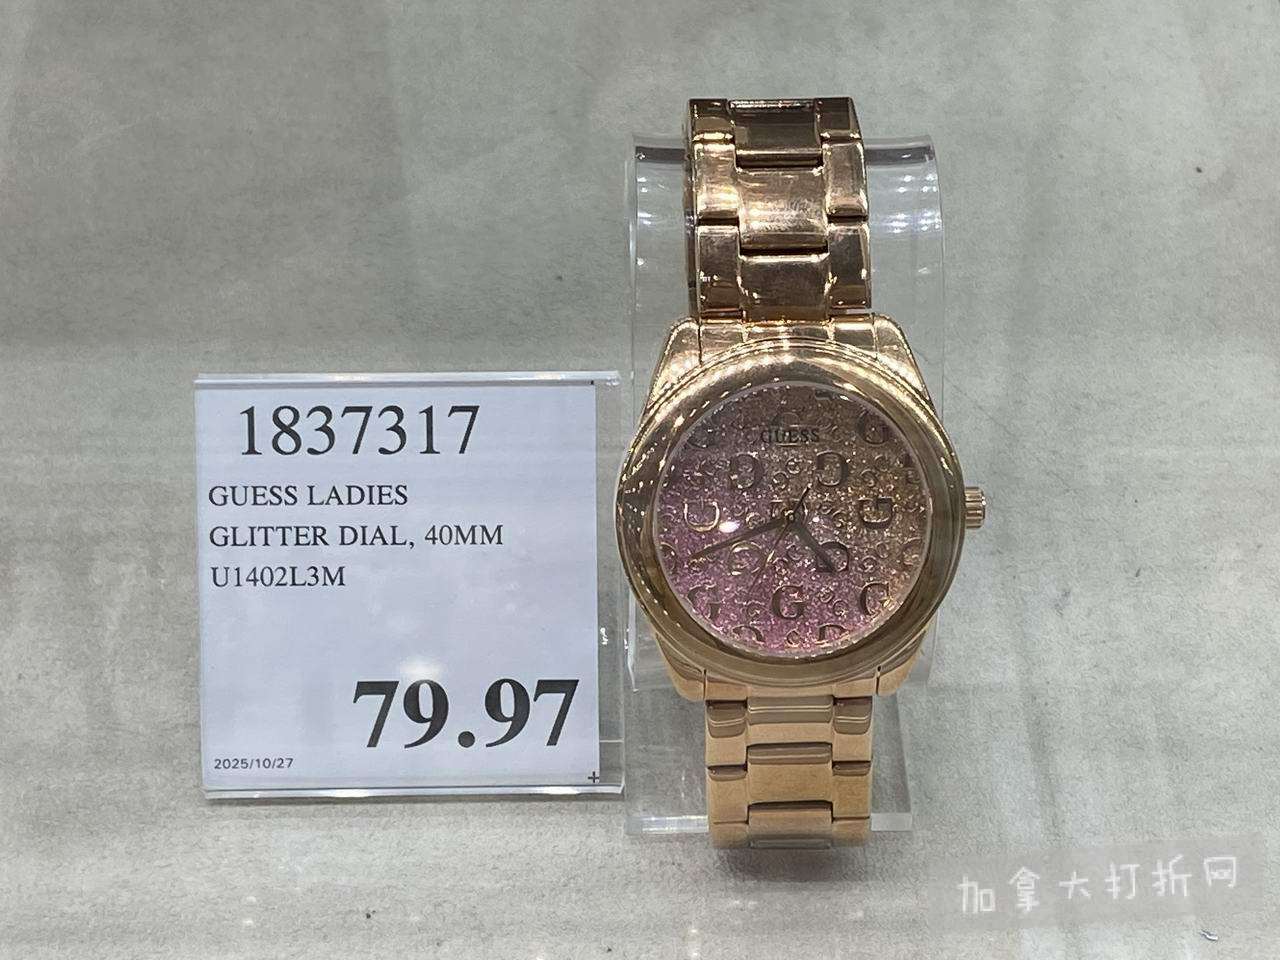 1837317
GUESS LADIES
GLITTER DIAL, 40MM
U1402L3M
79.97
2025/10/27
GUESS
加拿大打折网